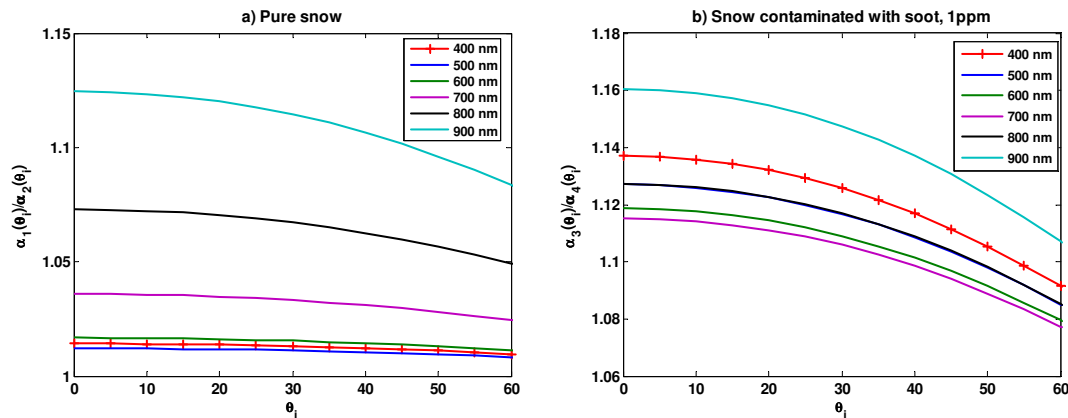 a) Pure snow
1.15
1.1
1.05
1
α1(θi)/α2(θi)
0 10 20 30 40 50 60
θi
400 nm
500 nm
600 nm
700 nm
800 nm
900 nm
b) Snow contaminated with soot, 1ppm
1.18
1.16
1.14
1.12
1.1
1.08
1.06
α3(θi)/α4(θi)
0 10 20 30 40 50 60
θi
400 nm
500 nm
600 nm
700 nm
800 nm
900 nm